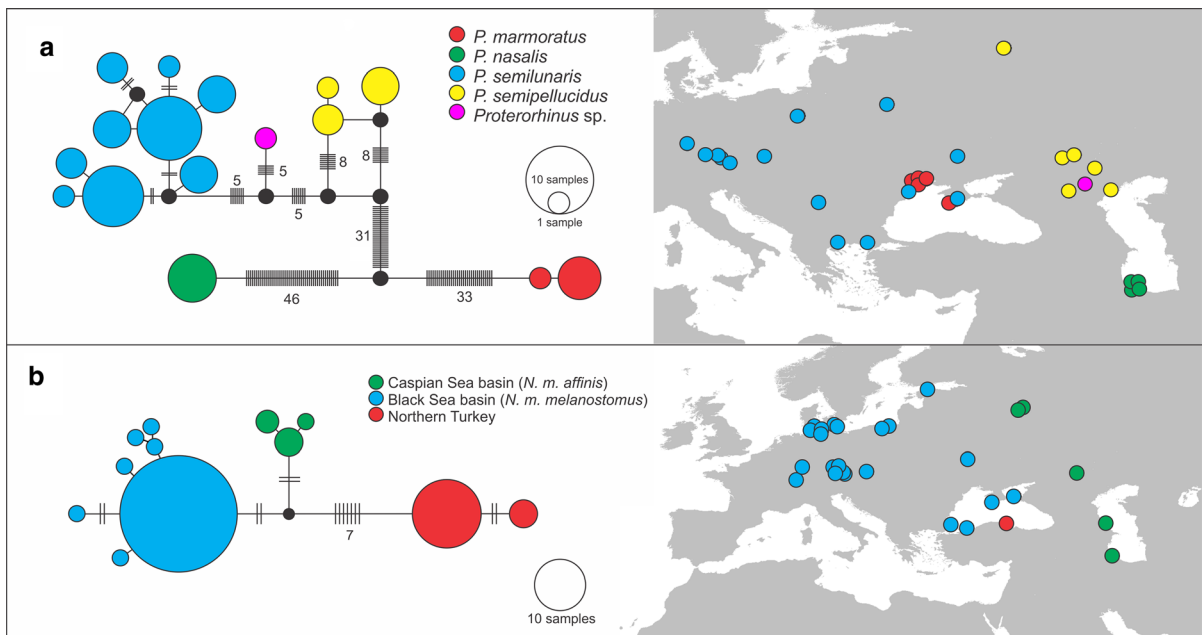 a
P. marmoratus
P. nasalis
P. semilunaris
P. semipellucidus
Proterorhinus sp.
5
5
5
8
8
10 samples
1 sample
31
46
33
b
Caspian Sea basin (N. m. affinis)
Black Sea basin (N. m. melanostomus)
Northern Turkey
7
10 samples